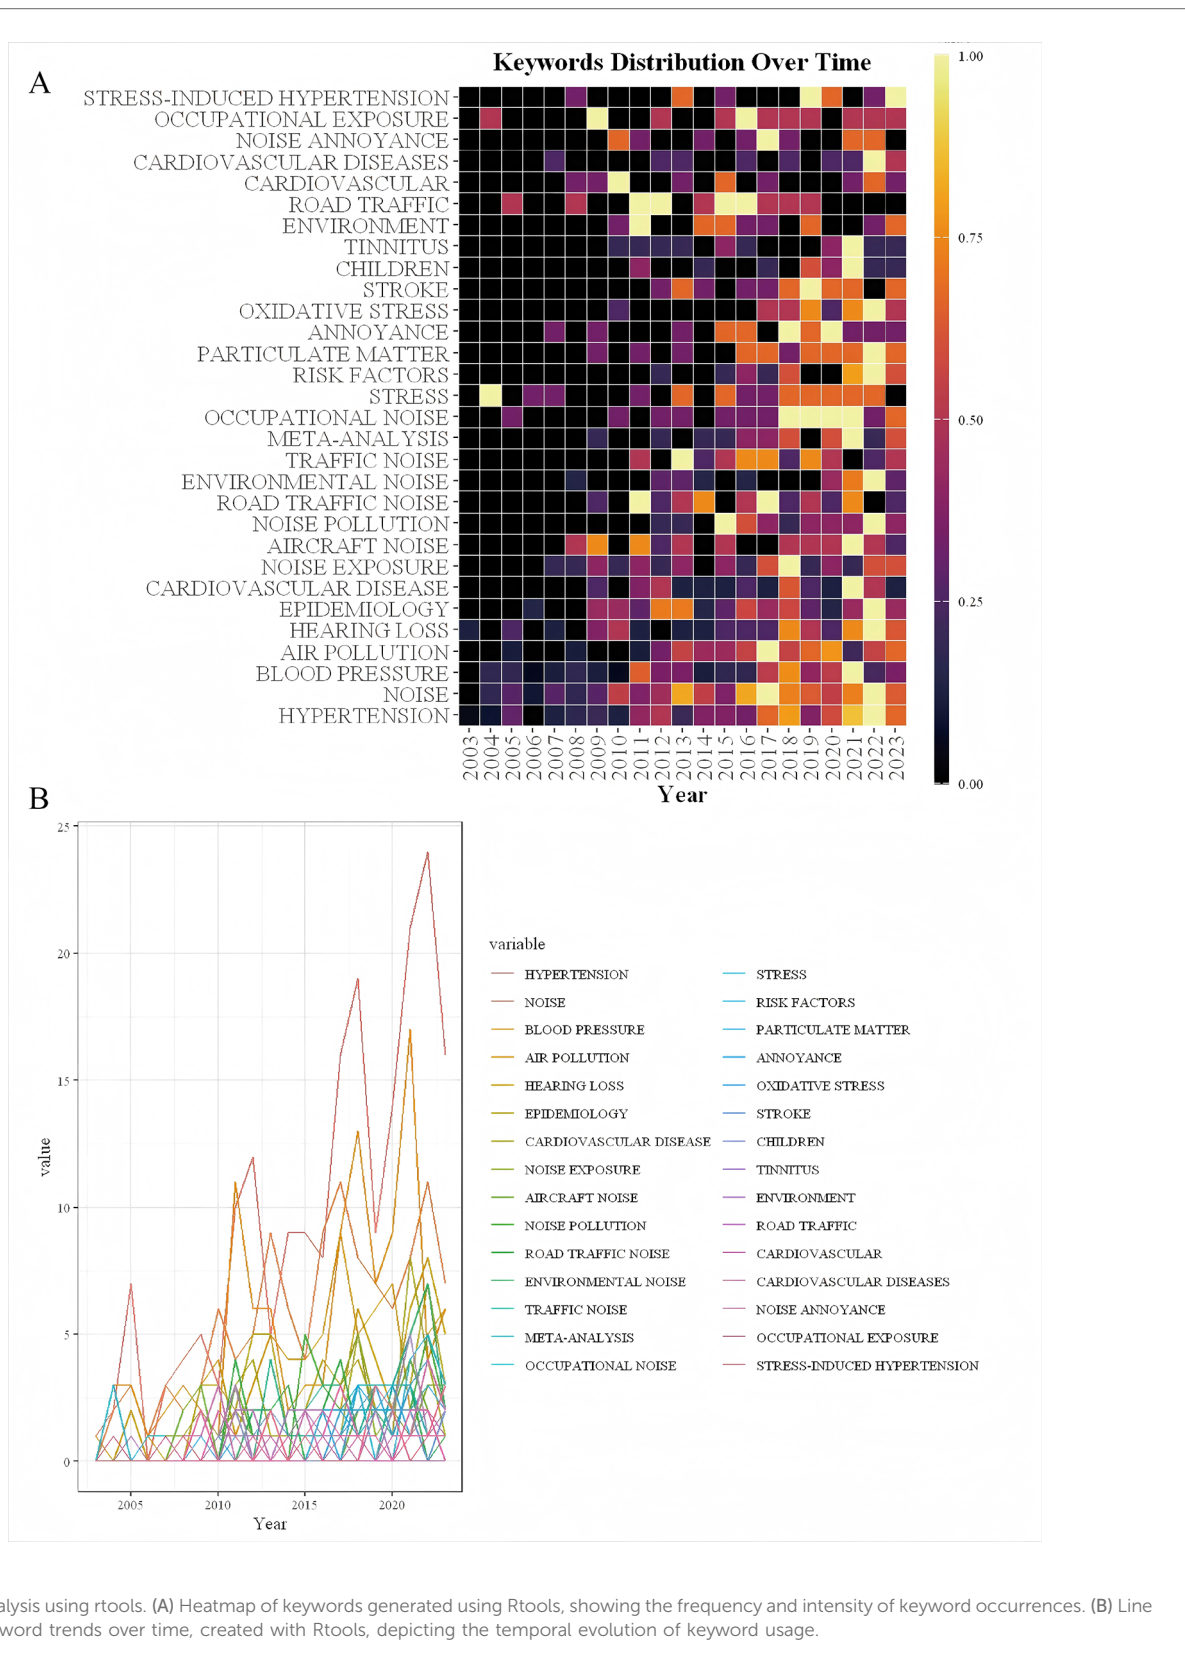 A
Keywords Distribution Over Time
1.00
0.75
0.50
0.25
0.00
STRESS-INDUCED HYPERTENSION
OCCUPATIONAL EXPOSURE
NOISE ANNOYANCE
CARDIOVASCULAR DISEASES
CARDIOVASCULAR
ROAD TRAFFIC
ENVIRONMENT
TINNITUS
CHILDREN
STROKE
OXIDATIVE STRESS
ANNOYANCE
PARTICULATE MATTER
RISK FACTORS
STRESS
OCCUPATIONAL NOISE
META-ANALYSIS
TRAFFIC NOISE
ENVIRONMENTAL NOISE
ROAD TRAFFIC NOISE
NOISE POLLUTION
AIRCRAFT NOISE
NOISE EXPOSURE
CARDIOVASCULAR DISEASE
EPIDEMIOLOGY
HEARING LOSS
AIR POLLUTION
BLOOD PRESSURE
NOISE
HYPERTENSION
2003 2004 2005 2006 2007 2008 2009 2010 2011 2012 2013 2014 2015 2016 2017 2018 2019 2020 2021 2022 2023
Year
B
25
20
15
10
5
0
value
2005 2010 2015 2020
Year
variable
HYPERTENSION
NOISE
BLOOD PRESSURE
AIR POLLUTION
HEARING LOSS
EPIDEMIOLOGY
CARDIOVASCULAR DISEASE
NOISE EXPOSURE
AIRCRAFT NOISE
NOISE POLLUTION
ROAD TRAFFIC NOISE
ENVIRONMENTAL NOISE
TRAFFIC NOISE
META-ANALYSIS
OCCUPATIONAL NOISE
STRESS
RISK FACTORS
PARTICULATE MATTER
ANNOYANCE
OXIDATIVE STRESS
STROKE
CHILDREN
TINNITUS
ENVIRONMENT
ROAD TRAFFIC
CARDIOVASCULAR
CARDIOVASCULAR DISEASES
NOISE ANNOYANCE
OCCUPATIONAL EXPOSURE
STRESS-INDUCED HYPERTENSION
alysis using rtools. (A) Heatmap of keywords generated using Rtools, showing the frequency and intensity of keyword occurrences. (B) Line
word trends over time, created with Rtools, depicting the temporal evolution of keyword usage.